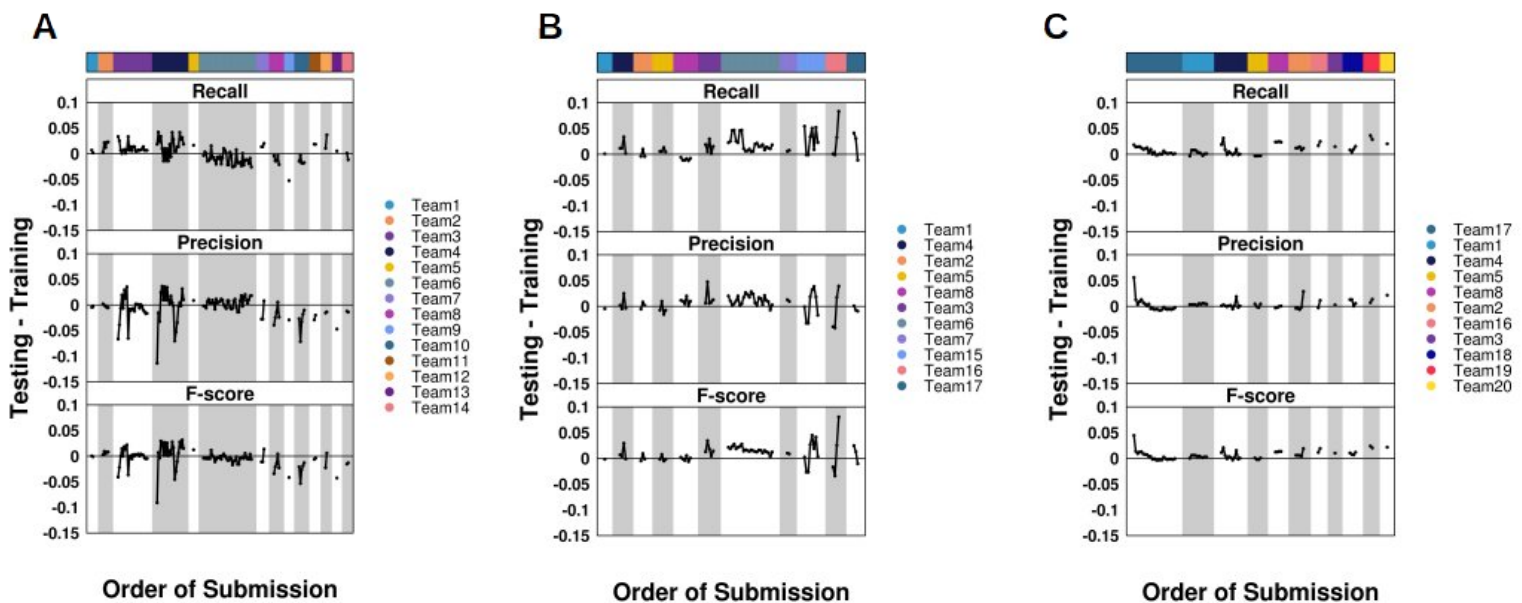 A
Testing - Training
Recall
0.1
0.05
0
-0.05
-0.1
-0.15
Precision
0.1
0.05
0
-0.05
-0.1
-0.15
F-score
0.1
0.05
0
-0.05
-0.1
-0.15
Order of Submission
Team1
Team2
Team3
Team4
Team5
Team6
Team7
Team8
Team9
Team10
Team11
Team12
Team13
Team14
B
Testing - Training
Recall
0.1
0.05
0
-0.05
-0.1
-0.15
Precision
0.1
0.05
0
-0.05
-0.1
-0.15
F-score
0.1
0.05
0
-0.05
-0.1
-0.15
Order of Submission
Team1
Team4
Team2
Team5
Team8
Team3
Team6
Team7
Team15
Team16
Team17
C
Testing - Training
Recall
0.1
0.05
0
-0.05
-0.1
-0.15
Precision
0.1
0.05
0
-0.05
-0.1
-0.15
F-score
0.1
0.05
0
-0.05
-0.1
-0.15
Order of Submission
Team17
Team1
Team4
Team5
Team8
Team2
Team16
Team3
Team18
Team19
Team20